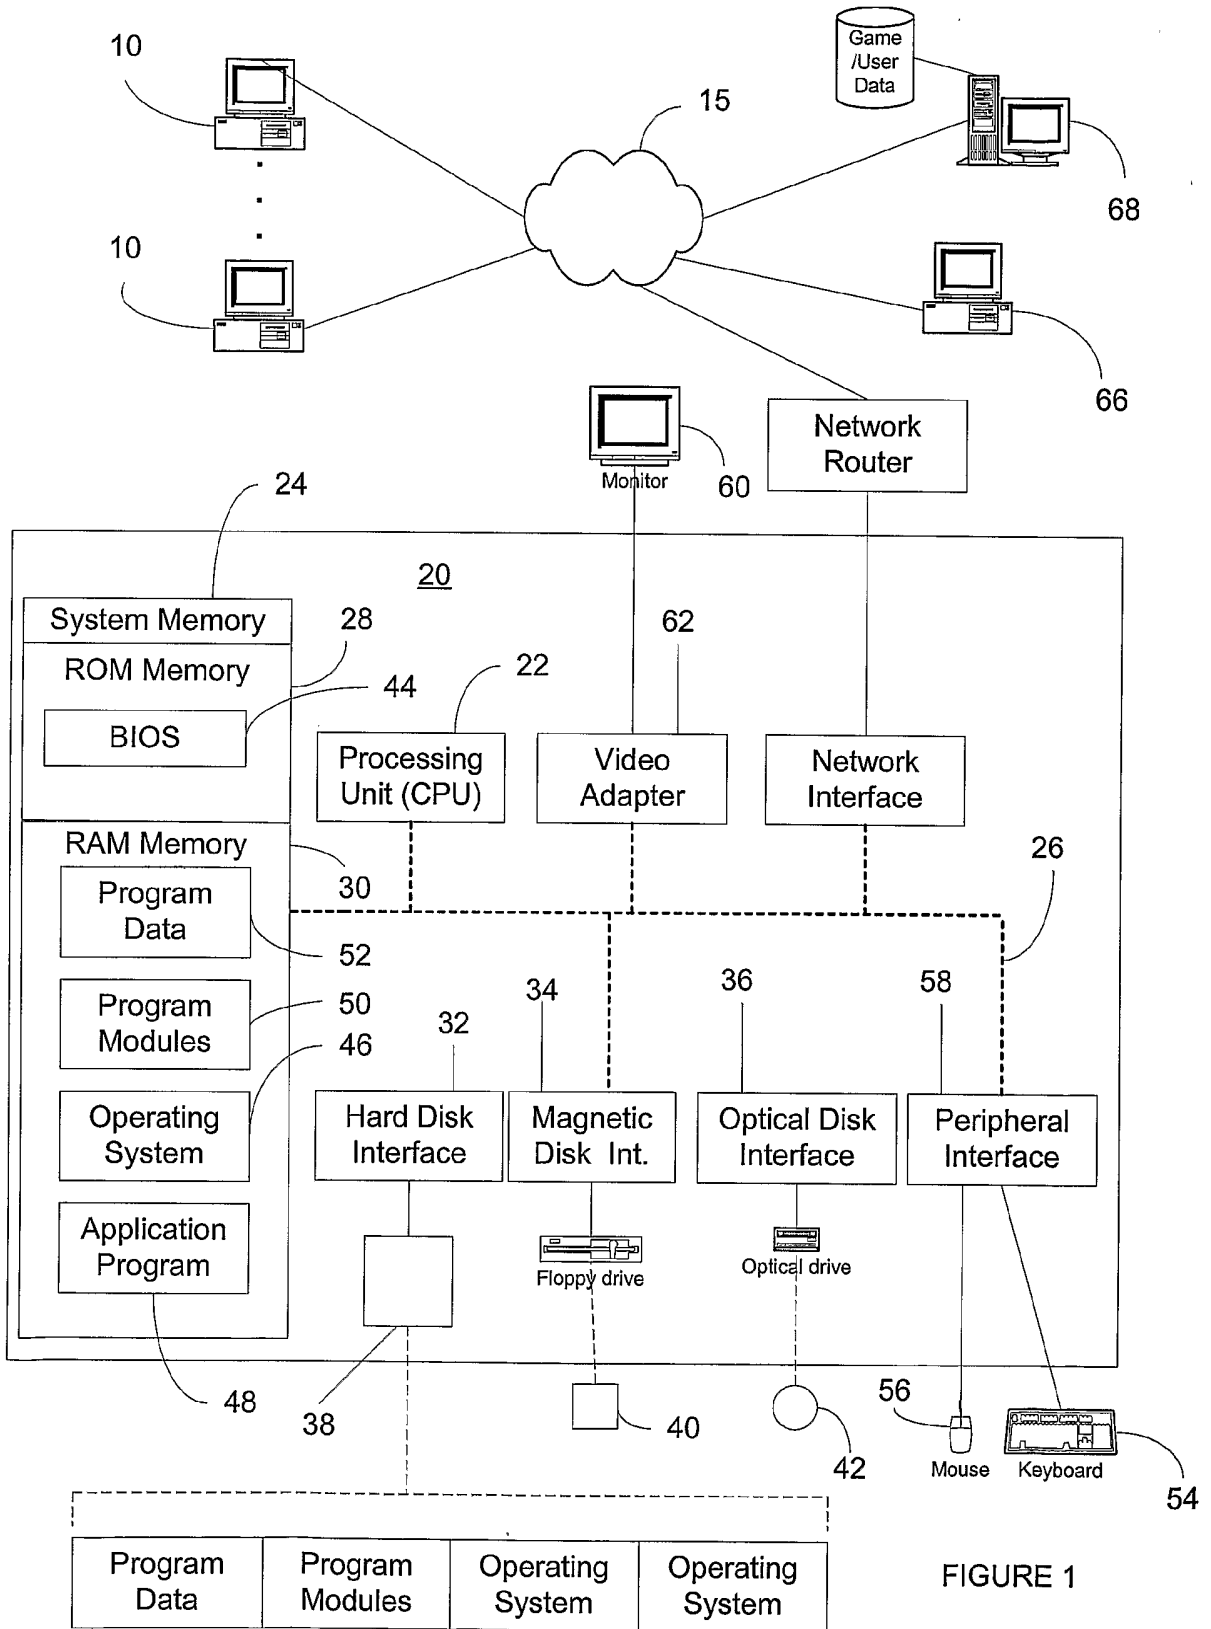 10
Game
/User
Data
10
15
68
10
66
Network
Router
Monitor
60
24
20
System Memory
28
62
ROM Memory
44
22
BIOS
Processing
Unit (CPU)
Video
Adapter
Network
Interface
RAM Memory
26
30
Program
Data
52
Program
Modules
50
34
36
58
32
46
Operating
System
Hard Disk
Interface
Magnetic
Disk Int.
Optical Disk
Interface
Peripheral
Interface
Application
Program
Floppy drive
Optical drive
48
38
40
42
56
Mouse
Keyboard
54
Program
Data
Program
Modules
Operating
System
Operating
System
FIGURE 1